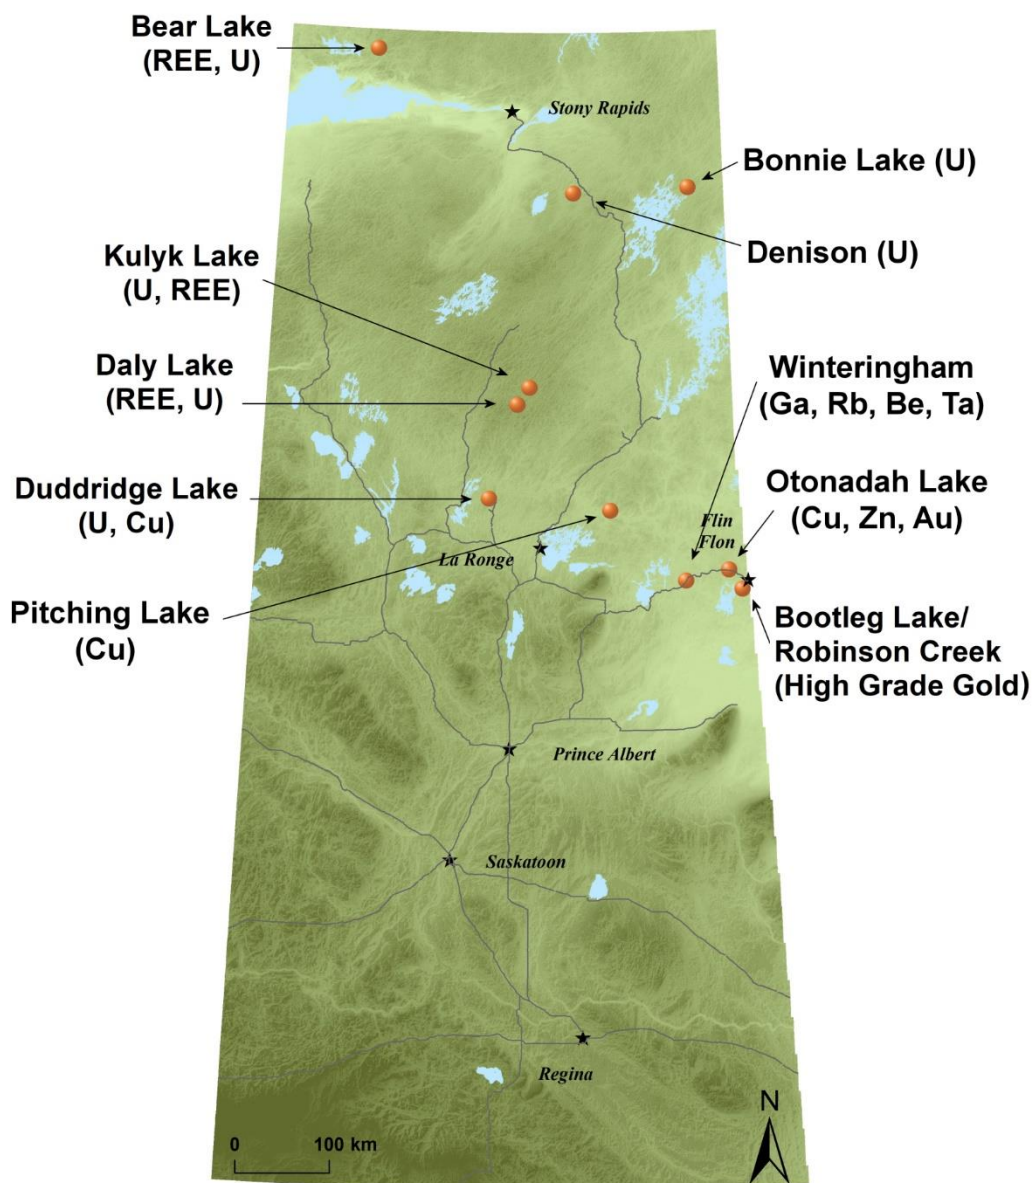 Bear Lake
(REE, U)
Stony Rapids
Bonnie Lake (U)
Denison (U)
Kulyk Lake
(U, REE)
Daly Lake
(REE, U)
Winteringham
(Ga, Rb, Be, Ta)
Duddridge Lake
(U, Cu)
Otonadah Lake
(Cu, Zn, Au)
Flin
Flon
La Ronge
Pitching Lake
(Cu)
Bootleg Lake/
Robinson Creek
(High Grade Gold)
Prince Albert
Saskatoon
Regina
N
0 100 km